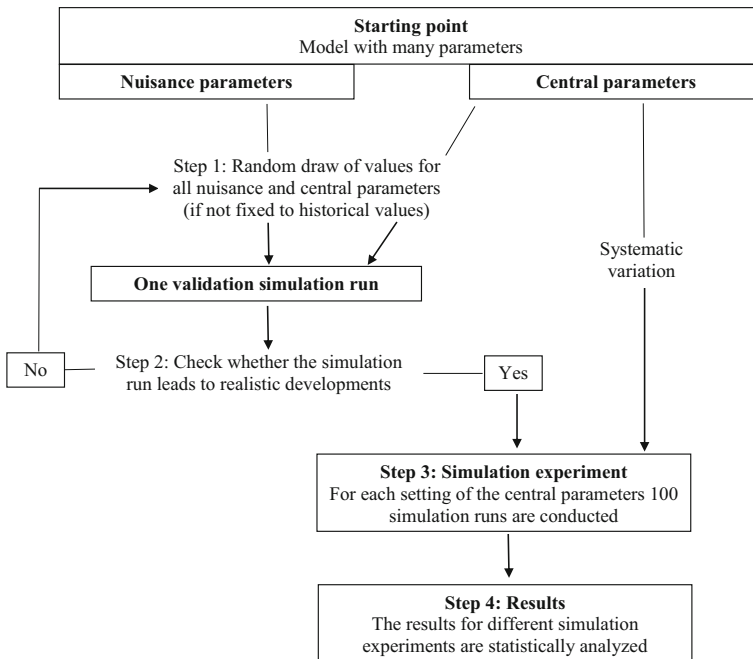 Starting point
Model with many parameters
Nuisance parameters
Central parameters
Step 1: Random draw of values for
all nuisance and central parameters
(if not fixed to historical values)
Systematic
variation
One validation simulation run
No
Step 2: Check whether the simulation
run leads to realistic developments
Yes
Step 3: Simulation experiment
For each setting of the central parameters 100
simulation runs are conducted
Step 4: Results
The results for different simulation
experiments are statistically analyzed